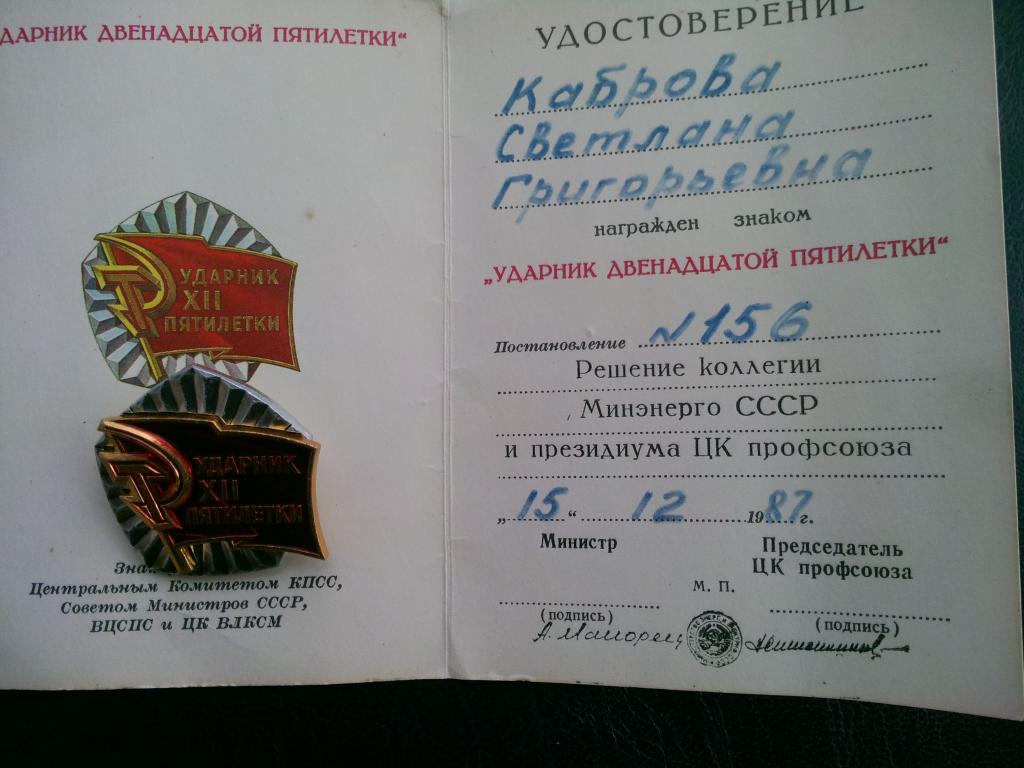 УДАРНИК ДВЕНАДЦАТОЙ ПЯТИЛЕТКИ“
УДАРНИК
XII
ПЯТИЛЕТКИ
УДАРНИК
XII
ПЯТИЛЕТКИ
Зна
Центральным Комитетом КПСС,
Советом Министров СССР,
ВЦСПС и ЦК ВЛКСМ
УДОСТОВЕРЕНИЕ
Каброва
Светлана
Григорьевна
награжден знаком
„УДАРНИК ДВЕНАДЦАТОЙ ПЯТИЛЕТКИ“
Постановление №156
Решение коллегии
Минэнерго СССР
и президиума ЦК профсоюза
„15“ 12 1987 г.
Министр
Председатель
ЦК профсоюза
М. П.
(подпись)
(подпись)
А. Майорец